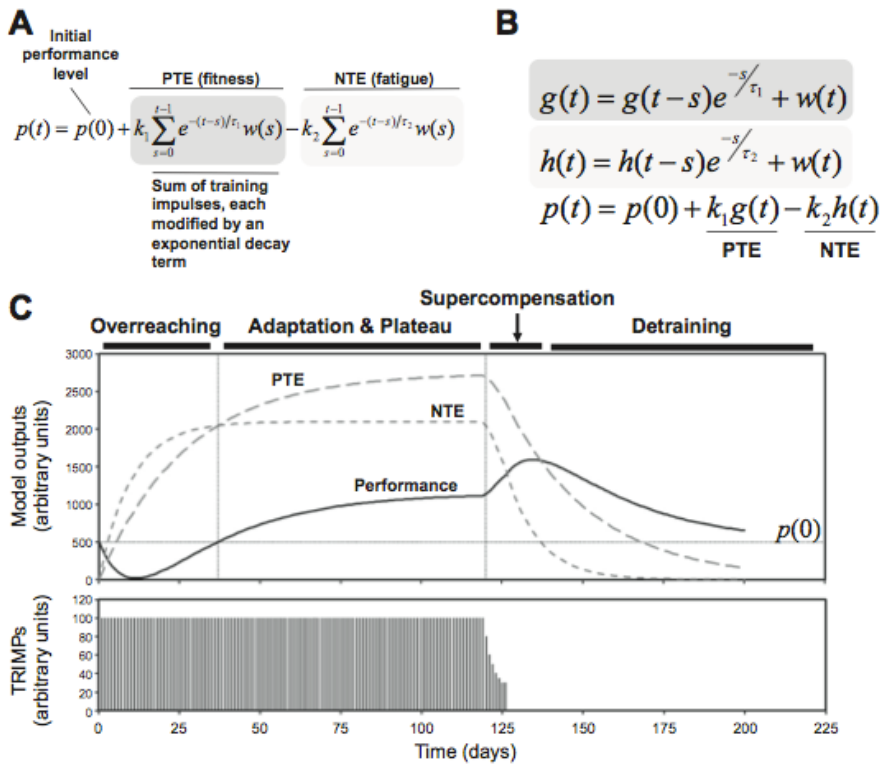 A
Initial
performance
level
PTE (fitness)
NTE (fatigue)
p(t) = p(0) + k₁ ∑_{s=0}^{t−1} e^{−(t−s)/τ₁} w(s) − k₂ ∑_{s=0}^{t−1} e^{−(t−s)/τ₂} w(s)
Sum of training
impulses, each
modified by an
exponential decay
term
B
g(t) = g(t−s)e^{−s/τ₁} + w(t)
h(t) = h(t−s)e^{−s/τ₂} + w(t)
p(t) = p(0) + k₁g(t) − k₂h(t)
PTE NTE
C
Supercompensation
Overreaching Adaptation & Plateau Detraining
Model outputs
(arbitrary units)
3000
2500
2000
1500
1000
500
0
PTE
NTE
Performance
p(0)
TRIMPs
(arbitrary units)
120
100
80
60
40
20
0
0 25 50 75 100 125 150 175 200 225
Time (days)